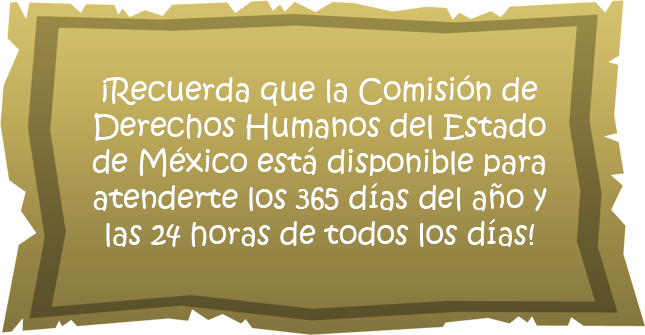 ¡Recuerda que la Comisión de
Derechos Humanos del Estado
de México está disponible para
atenderte los 365 días del año y
las 24 horas de todos los días!